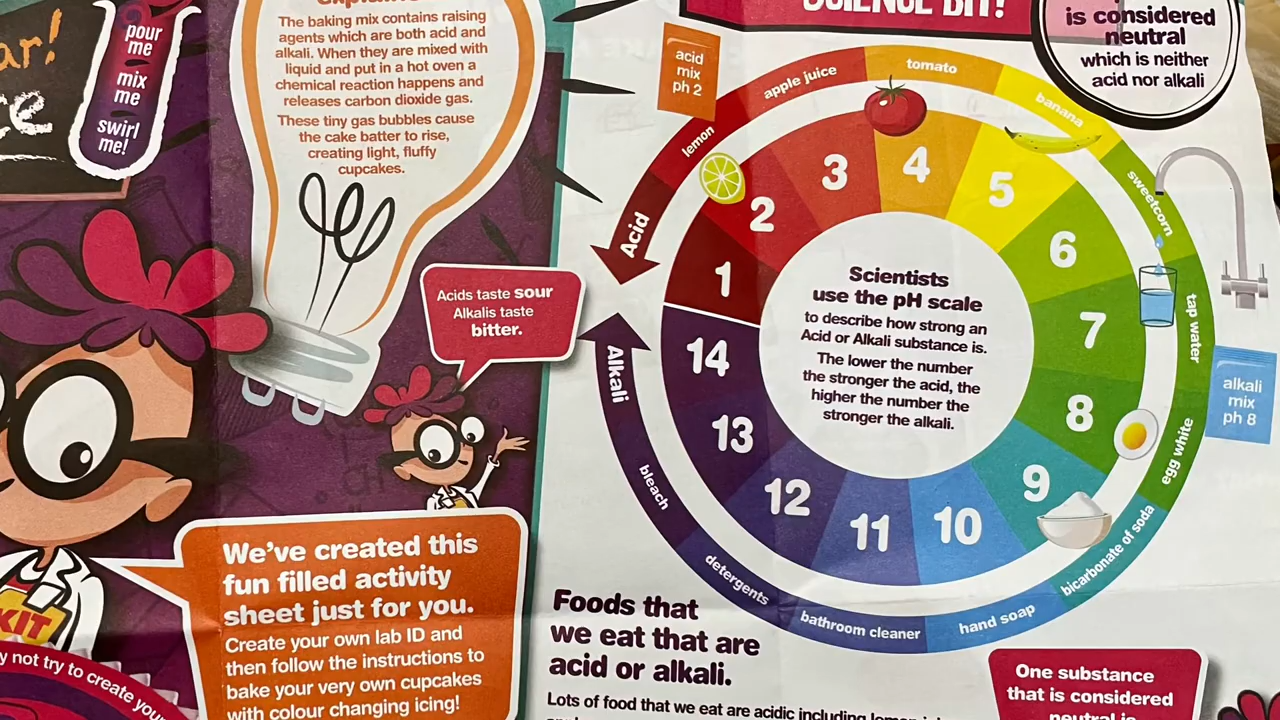 ar!
ce
pour
me
mix
me
swirl
me!
The baking mix contains raising
agents which are both acid and
alkali. When they are mixed with
liquid and put in a hot oven a
chemical reaction happens and
releases carbon dioxide gas.
These tiny gas bubbles cause
the cake batter to rise,
creating light, fluffy
cupcakes.
Acids taste sour
Alkalis taste
bitter.
We've created this
fun filled activity
sheet just for you.
Create your own lab ID and
then follow the instructions to
bake your very own cupcakes
with colour changing icing!
KIT
y not try to create your
SCIENCE BIT!
is considered
neutral
which is neither
acid nor alkali
acid
mix
ph 2
Acid
lemon
apple juice
tomato
banana
sweetcorn
tap water
egg white
bicarbonate of soda
hand soap
bathroom cleaner
detergents
bleach
Alkali
1
2
3
4
5
6
7
8
9
10
11
12
13
14
Scientists
use the pH scale
to describe how strong an
Acid or Alkali substance is.
The lower the number
the stronger the acid, the
higher the number the
stronger the alkali.
alkali
mix
ph 8
Foods that
we eat that are
acid or alkali.
Lots of food that we eat are acidic including
One substance
that is considered
neutral is